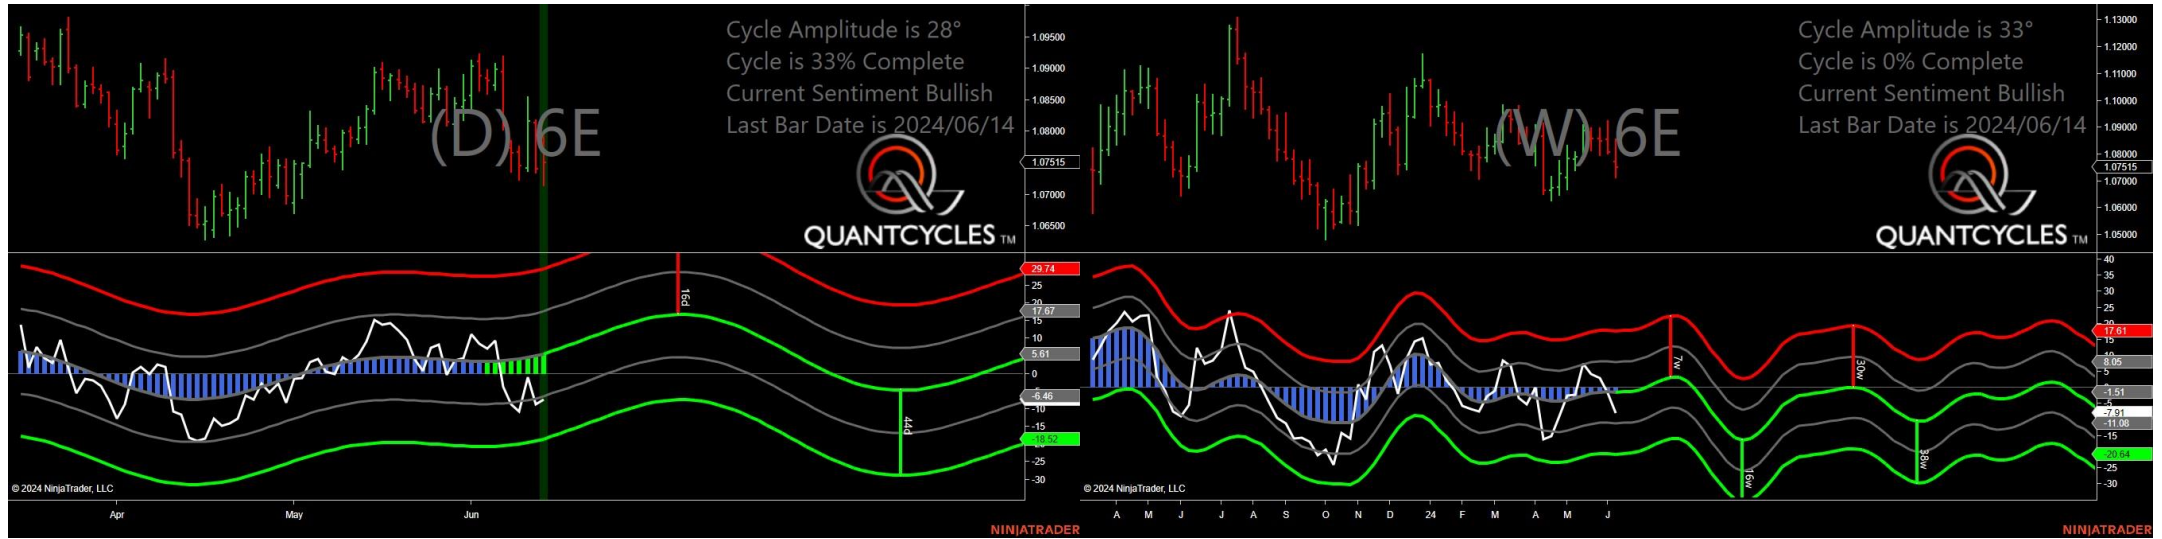 Cycle Amplitude is 28°
Cycle is 33% Complete
Current Sentiment Bullish
Last Bar Date is 2024/06/14
(D) 6E
QUANTCYCLES TM
1.09500
1.09000
1.08500
1.08000
1.07515
1.07000
1.06500
29.74
25
20
17.67
15
10
5.61
0
-5
-6.46
-10
-15
-18.52
-25
-30
16d
44d
© 2024 NinjaTrader, LLC
Apr May Jun
NINJATRADER
Cycle Amplitude is 33°
Cycle is 0% Complete
Current Sentiment Bullish
Last Bar Date is 2024/06/14
(W) 6E
QUANTCYCLES TM
1.13000
1.12000
1.11000
1.10000
1.09000
1.08000
1.07515
1.07000
1.06000
1.05000
40
35
30
25
20
17.61
15
10
8.05
5
-1.51
-5
-7.91
-11.08
-15
-20.64
-25
-30
7w
30w
16w
38w
© 2024 NinjaTrader, LLC
A M J J A S O N D 24 F M A M J
NINJATRADER